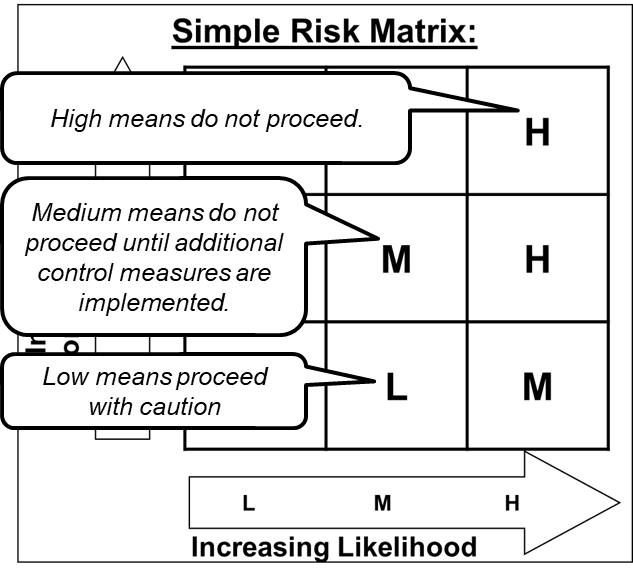 Simple Risk Matrix:
High means do not proceed.
H
Medium means do not
proceed until additional
control measures are
implemented.
M H
Low means proceed
with caution
L M
L M H
Increasing Likelihood